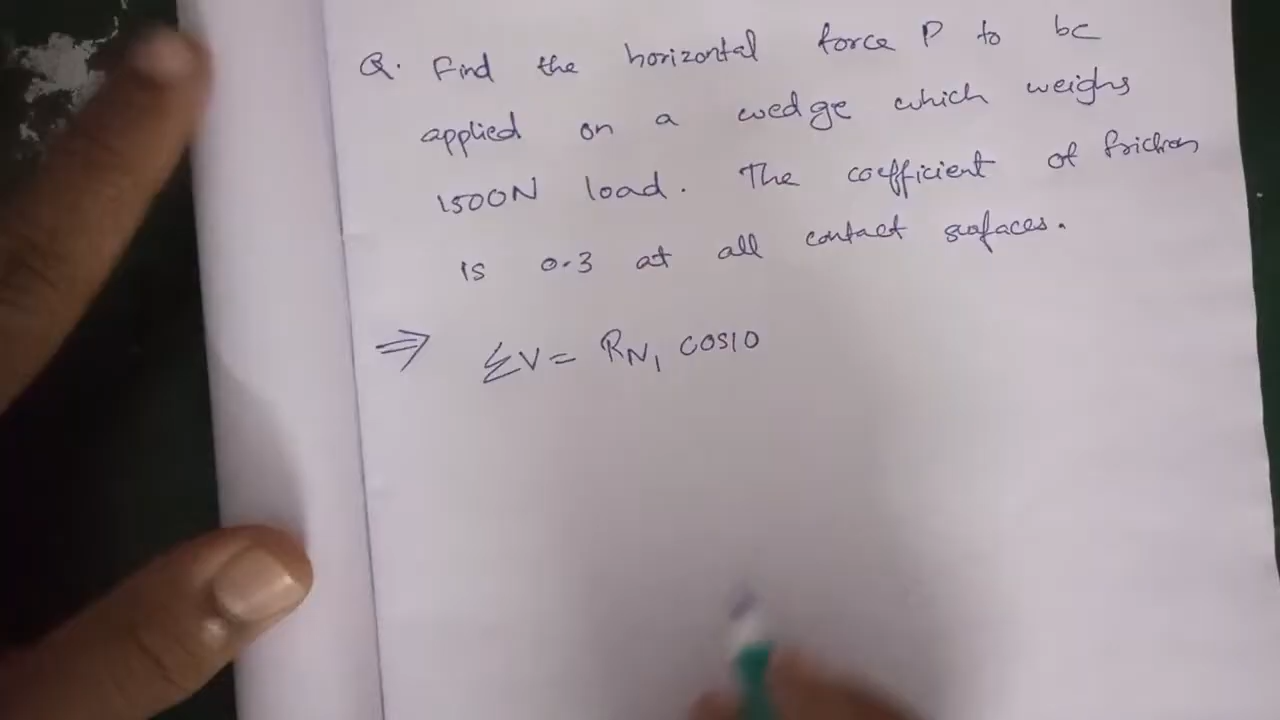 Q. Find the horizontal force P to be
applied on a wedge which weighs
1500N load. The coefficient of friction
is 0.3 at all contact surfaces.
⇒ ΣV = RN₁ cos10